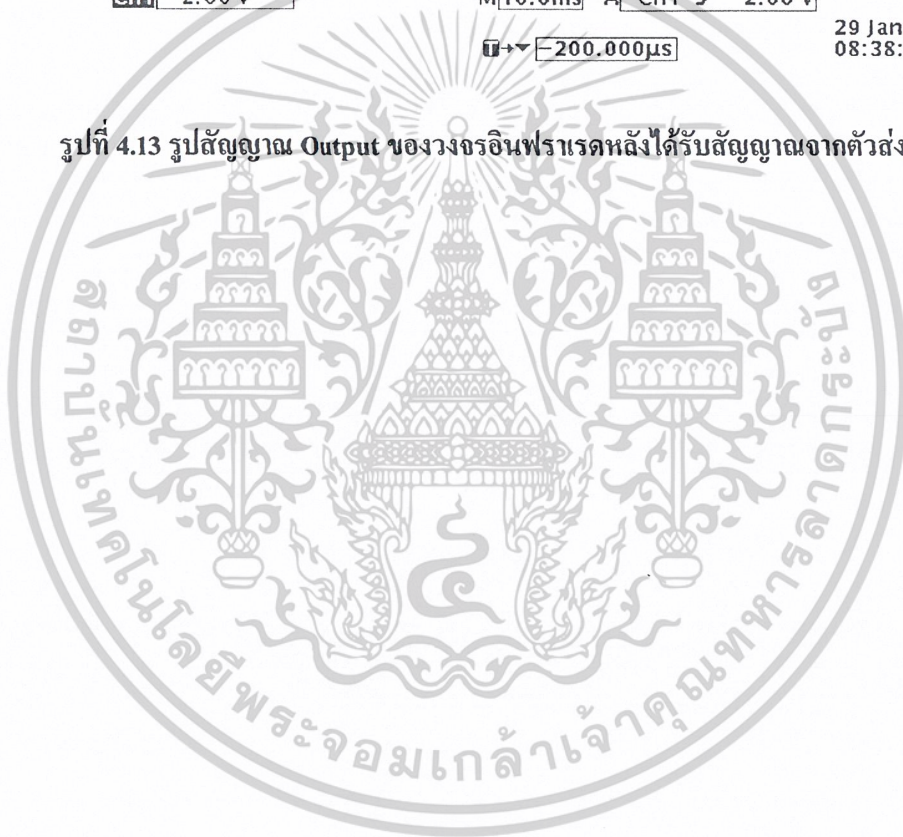 Ch1 2.00 V M 10.0ms A Ch1 2.00 V
29 Jan
08:38:
-200.000μs
รูปที่ 4.13 รูปสัญญาณ Output ของวงจรอินฟราเรดหลังได้รับสัญญาณจากตัวส่ง
สถาบันเทคโนโลยีพระจอมเกล้าเจ้าคุณทหารลาดกระบัง